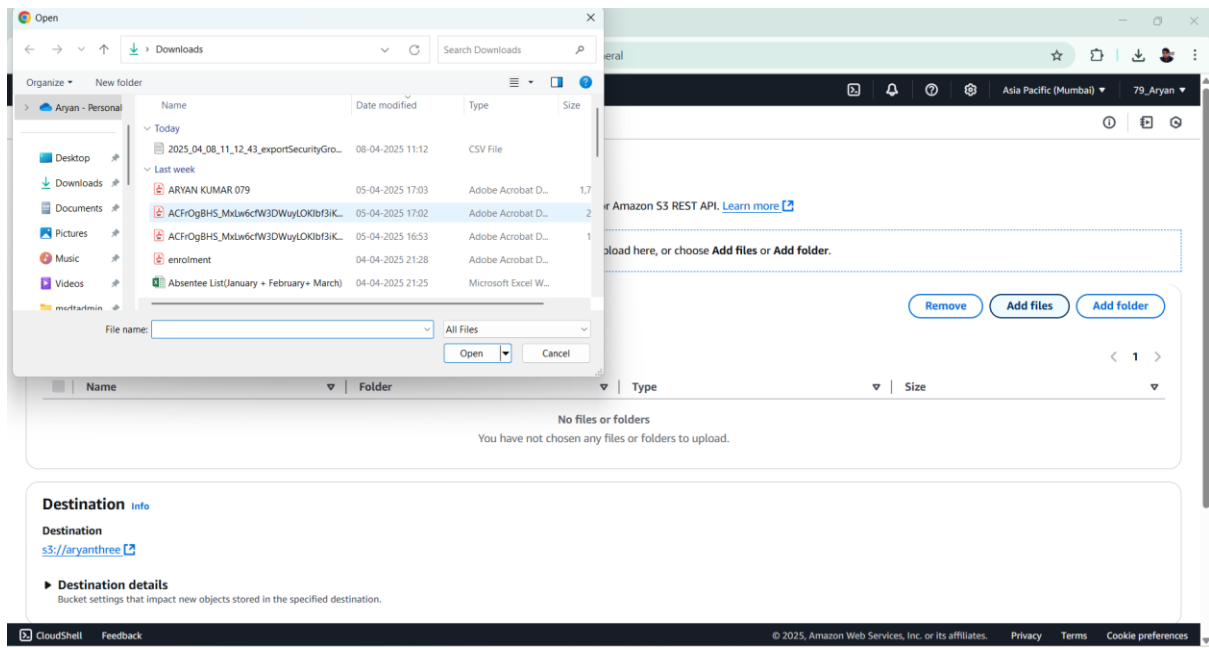 Open
Downloads
Search Downloads
eral
Organize
New folder
Asia Pacific (Mumbai)
79_Aryan
Aryan - Personal
Name Date modified Type Size
Today
2025_04_08_11_12_43_exportSecurityGro... 08-04-2025 11:12 CSV File
Last week
ARYAN KUMAR 079 05-04-2025 17:03 Adobe Acrobat D... 1,7
ACFrOgBHS_MxLw6cfW3DWuyLOKIbf3iK... 05-04-2025 17:02 Adobe Acrobat D... 2
ACFrOgBHS_MxLw6cfW3DWuyLOKIbf3iK... 05-04-2025 16:53 Adobe Acrobat D... 1
enrolment 04-04-2025 21:28 Adobe Acrobat D...
Absentee List(January + February+ March) 04-04-2025 21:25 Microsoft Excel W...
Desktop
Downloads
Documents
Pictures
Music
Videos
msdtadmin
File name:
All Files
Open
Cancel
r Amazon S3 REST API. Learn more
pload here, or choose Add files or Add folder.
Remove
Add files
Add folder
1
Name Folder Type Size
No files or folders
You have not chosen any files or folders to upload.
Destination Info
Destination
s3://aryanthree
Destination details
Bucket settings that impact new objects stored in the specified destination.
CloudShell Feedback © 2025, Amazon Web Services, Inc. or its affiliates. Privacy Terms Cookie preferences